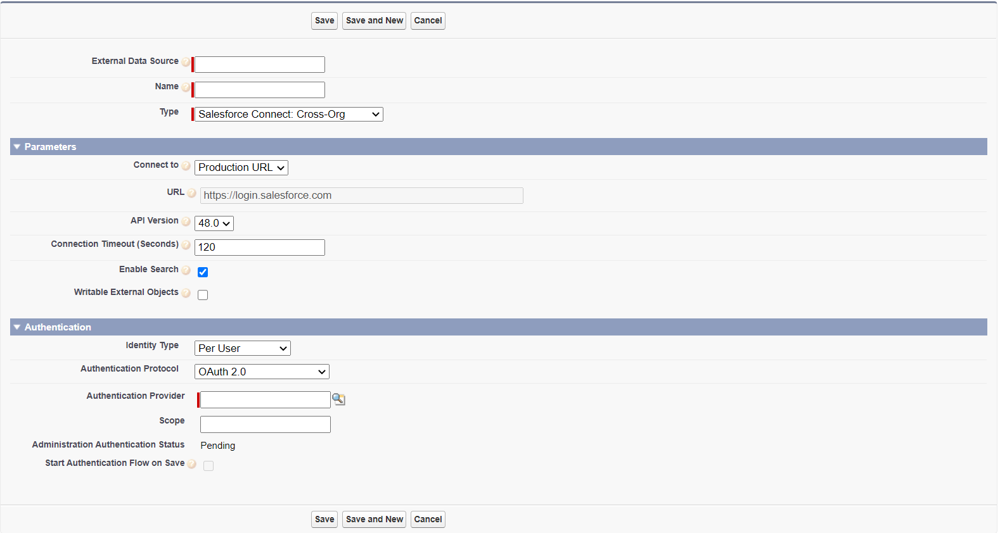 Save Save and New Cancel
External Data Source ?
Name ?
Type Salesforce Connect: Cross-Org
Parameters
Connect to ? Production URL
URL ? https://login.salesforce.com
API Version ? 48.0
Connection Timeout (Seconds) ? 120
Enable Search ?
Writable External Objects ?
Authentication
Identity Type Per User
Authentication Protocol OAuth 2.0
Authentication Provider
Scope
Administration Authentication Status Pending
Start Authentication Flow on Save ?
Save Save and New Cancel